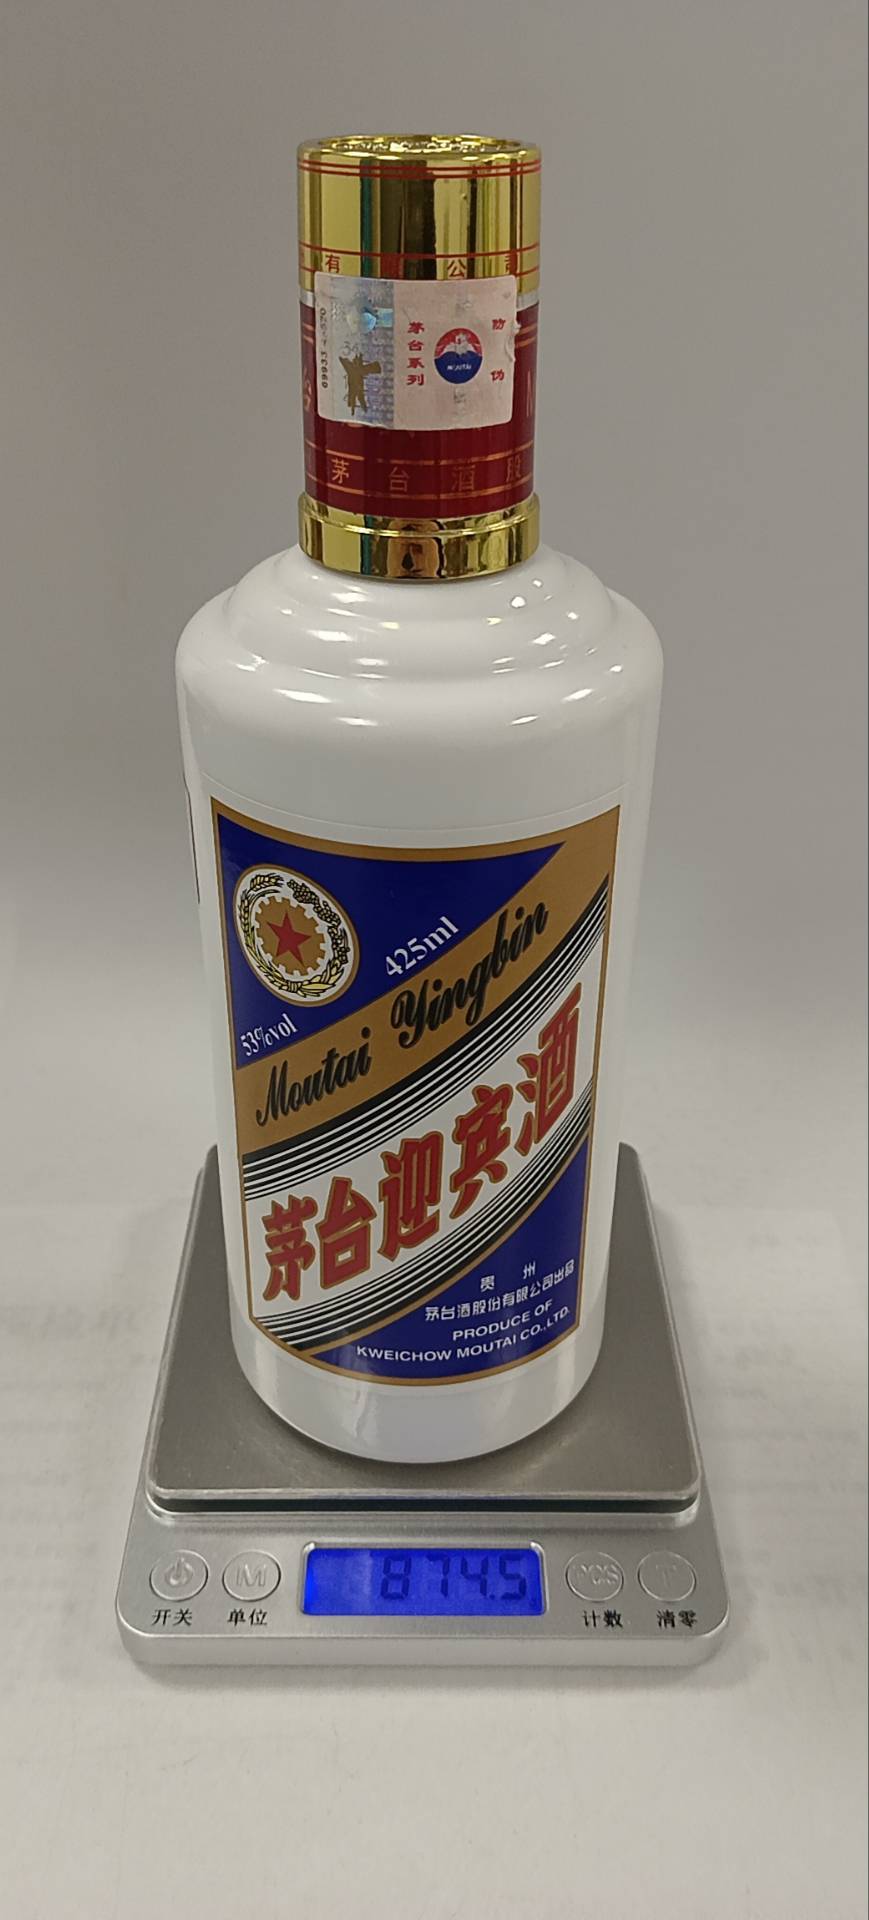 有 公司
茅台系列
防伪
MOUTAI
茅台酒股
425ml
53%vol
Moutai Yingbin
茅台迎宾酒
贵州
茅台酒股份有限公司出品
PRODUCE OF
KWEICHOW MOUTAI CO.,LTD.
M
874.5
PCS
T
开关
单位
计数
清零